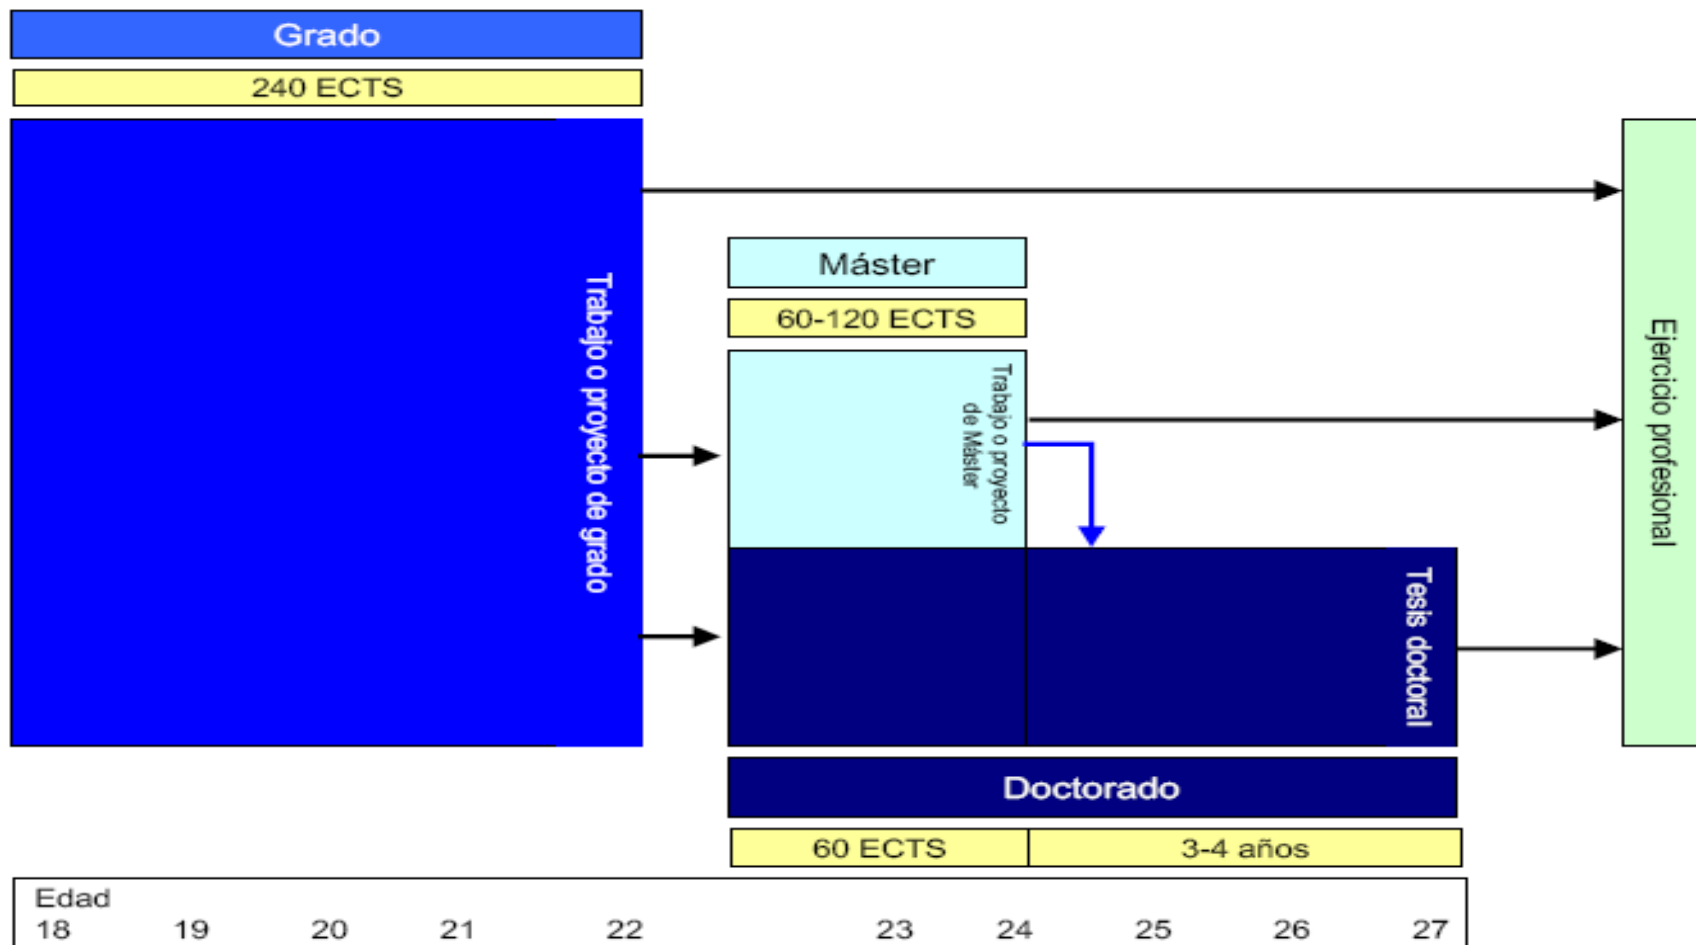 Grado
240 ECTS
Trabajo o proyecto de grado
Máster
60-120 ECTS
Trabajo o proyecto
de Máster
Tesis doctoral
Ejercicio profesional
Doctorado
60 ECTS
3-4 años
Edad
18 19 20 21 22 23 24 25 26 27